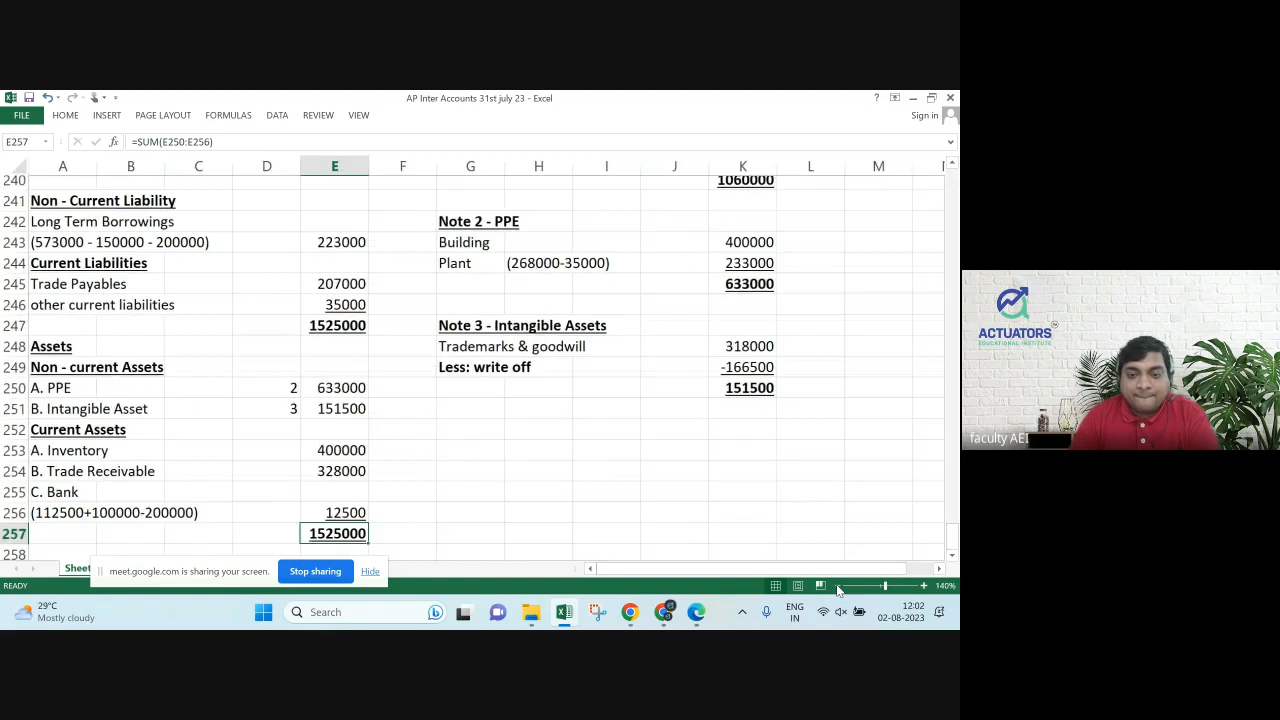 AP Inter Accounts 31st july 23 - Excel
? 
FILE HOME INSERT PAGE LAYOUT FORMULAS DATA REVIEW VIEW Sign in
E257 fx =SUM(E250:E256)
A B C D E F G H I J K L M
240 1060000
241 Non - Current Liability
242 Long Term Borrowings Note 2 - PPE
243 (573000 - 150000 - 200000) 223000 Building 400000
244 Current Liabilities Plant (268000-35000) 233000
245 Trade Payables 207000 633000
246 other current liabilities 35000
247 1525000 Note 3 - Intangible Assets
248 Assets Trademarks & goodwill 318000
249 Non - current Assets Less: write off -166500
250 A. PPE 2 633000 151500
251 B. Intangible Asset 3 151500
252 Current Assets
253 A. Inventory 400000
254 B. Trade Receivable 328000
255 C. Bank
256 (112500+100000-200000) 12500
257 1525000
258
Sheet
meet.google.com is sharing your screen. Stop sharing Hide
READY 140%
29°C
Mostly cloudy
Search
ENG
IN
12:02
02-08-2023
ACTUATORS
EDUCATIONAL INSTITUTE
faculty AEI